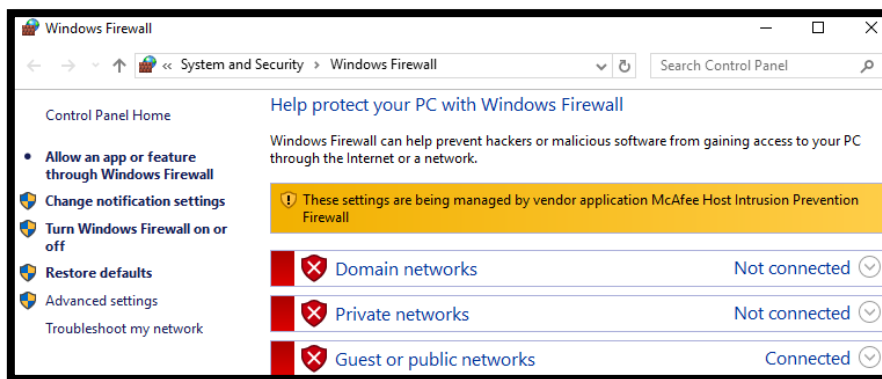 Windows Firewall
« System and Security › Windows Firewall
Search Control Panel
Control Panel Home
• Allow an app or feature
through Windows Firewall
Change notification settings
Turn Windows Firewall on or
off
Restore defaults
Advanced settings
Troubleshoot my network
Help protect your PC with Windows Firewall
Windows Firewall can help prevent hackers or malicious software from gaining access to your PC
through the Internet or a network.
These settings are being managed by vendor application McAfee Host Intrusion Prevention
Firewall
Domain networks Not connected
Private networks Not connected
Guest or public networks Connected